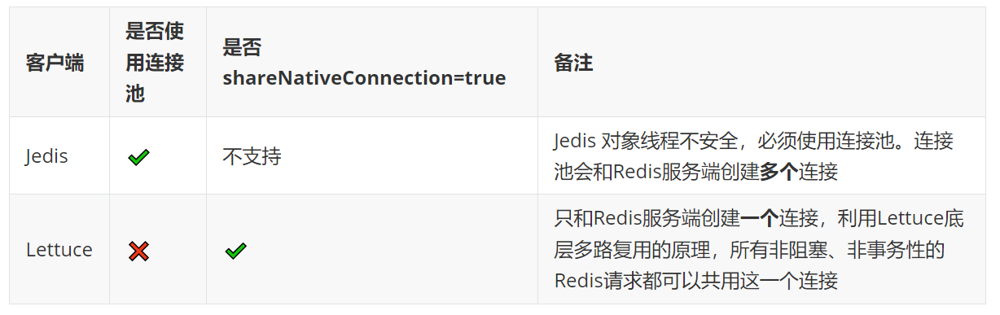 客户端
是否使
用连接
池
是否
shareNativeConnection=true
备注
Jedis
不支持
Jedis 对象线程不安全，必须使用连接池。连接
池会和Redis服务端创建多个连接
Lettuce
只和Redis服务端创建一个连接，利用Lettuce底
层多路复用的原理，所有非阻塞、非事务性的
Redis请求都可以共用这一个连接